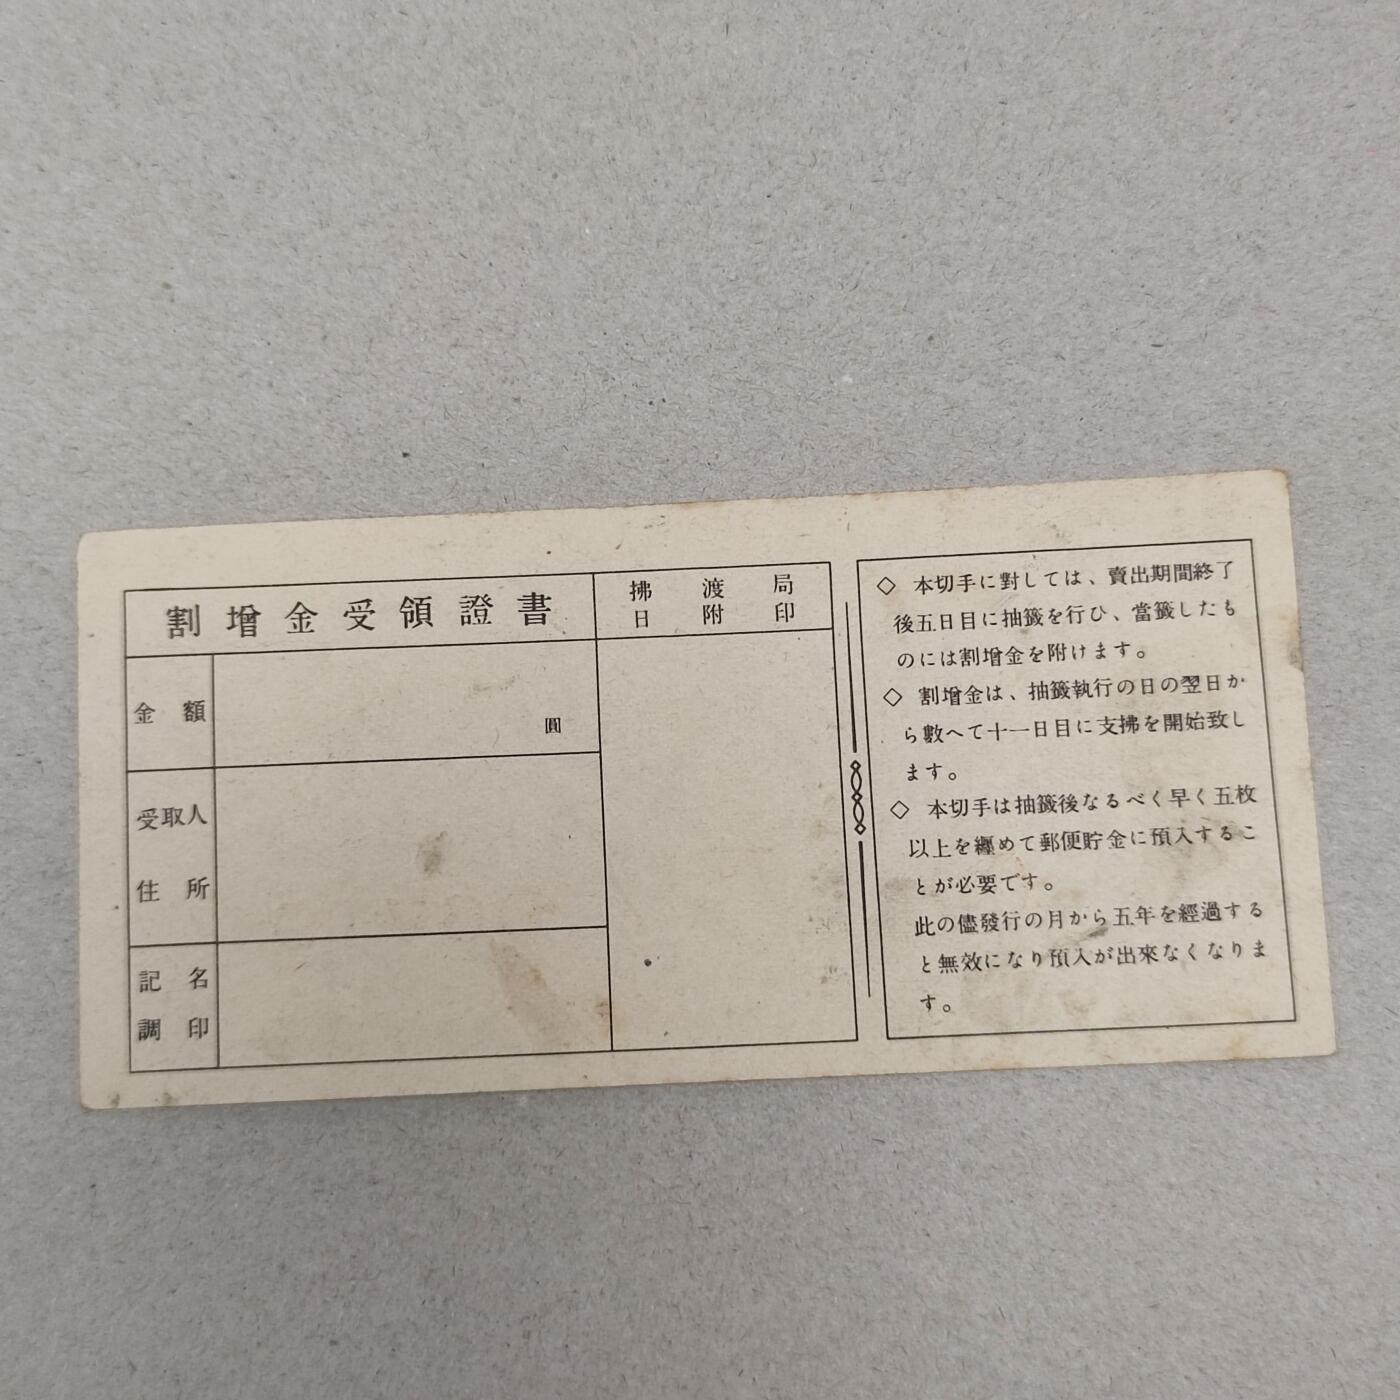 割增金受領證書
拂渡局
日附印
金額
圓
受取人
住所
記名
調印
◇ 本切手に對しては、賣出期間終了
後五日目に抽籤を行ひ、當籤したも
のには割增金を附けます。
◇ 割增金は、抽籤執行の日の翌日か
ら數へて十一日目に支拂を開始致し
ます。
◇ 本切手は抽籤後なるべく早く五枚
以上を纒めて郵便貯金に預入するこ
とが必要です。
此の儘發行の月から五年を經過する
と無效になり預入が出來なくなりま
す。